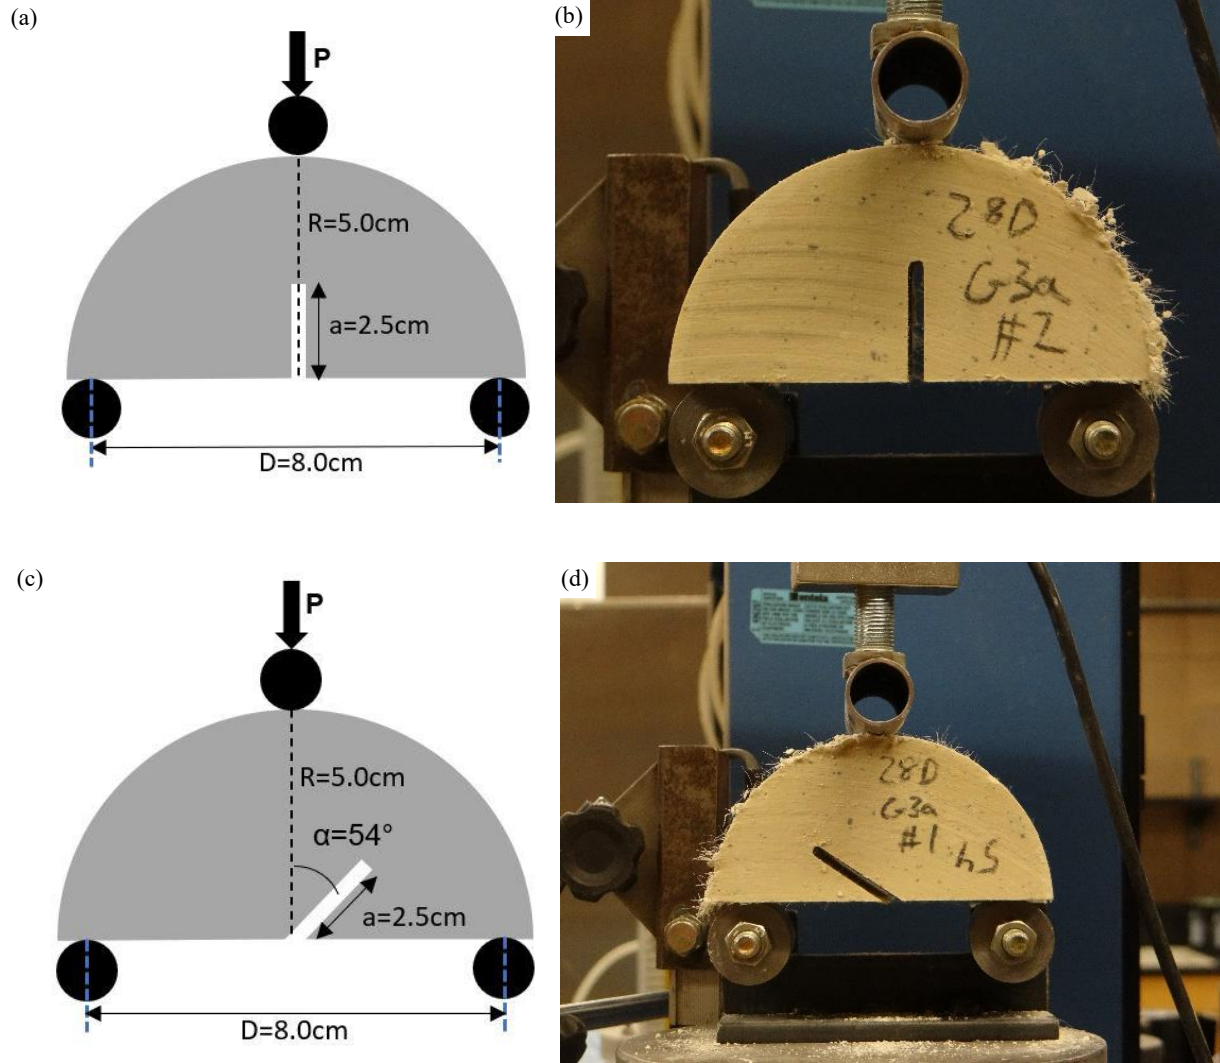 (a)
P
R=5.0cm
a=2.5cm
D=8.0cm
(b)
28D
G3a
#2
(c)
P
R=5.0cm
α=54°
a=2.5cm
D=8.0cm
(d)
28D
G3a
#1
54